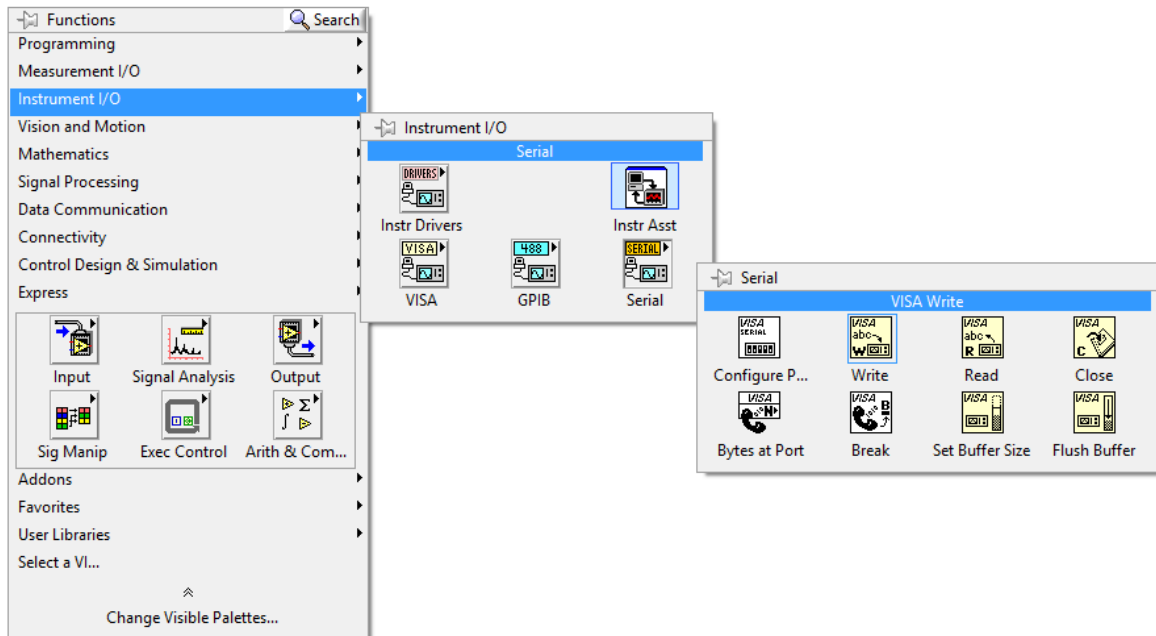 Functions
Search
Programming
Measurement I/O
Instrument I/O
Vision and Motion
Mathematics
Signal Processing
Data Communication
Connectivity
Control Design & Simulation
Express
Input
Signal Analysis
Output
Sig Manip
Exec Control
Arith & Com...
Addons
Favorites
User Libraries
Select a VI...
Change Visible Palettes...
Instrument I/O
Serial
DRIVERS
Instr Drivers
Instr Asst
VISA
488
SERIAL
VISA
GPIB
Serial
Serial
VISA Write
VISA
SERIAL
VISA
abc
W
VISA
abc
R
VISA
C
Configure P...
Write
Read
Close
VISA
N
VISA
B
VISA
VISA
Bytes at Port
Break
Set Buffer Size
Flush Buffer